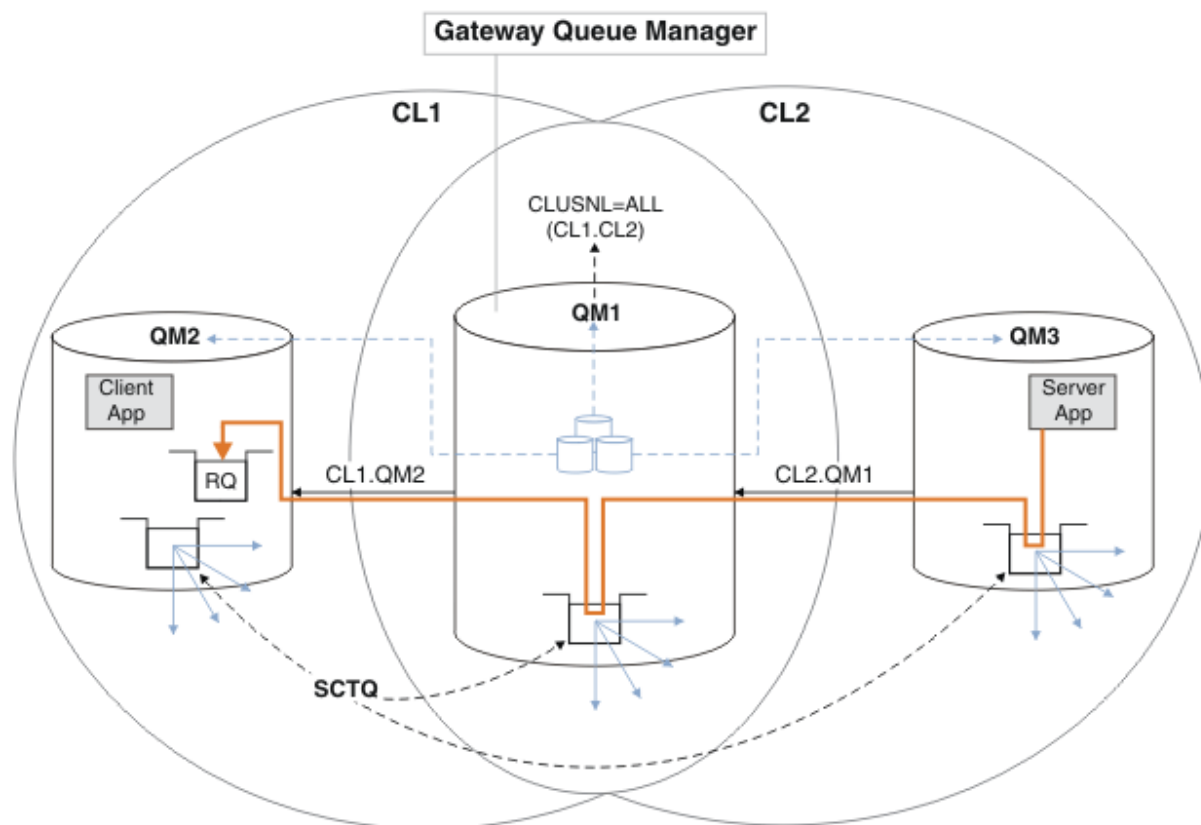 Gateway Queue Manager
CL1
CL2
CLUSNL=ALL
(CL1.CL2)
QM1
QM2
QM3
Client
App
Server
App
RQ
CL1.QM2
CL2.QM1
SCTQ